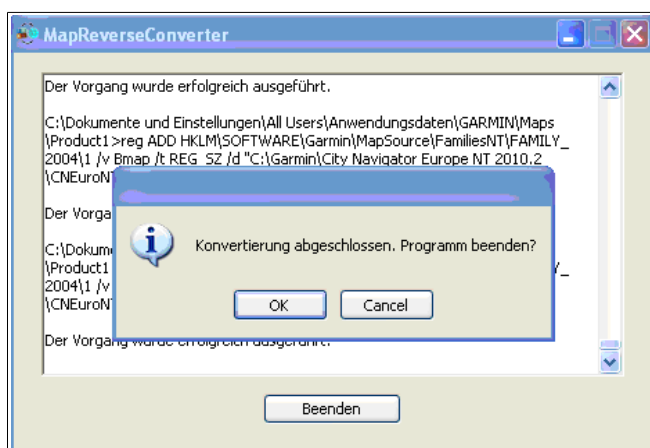 MapReverseConverter
Der Vorgang wurde erfolgreich ausgeführt.
C:\Dokumente und Einstellungen\All Users\Anwendungsdaten\GARMIN\Maps
\Product1>reg ADD HKLM\SOFTWARE\Garmin\MapSource\FamiliesNT\FAMILY_
2004\1 /v Bmap /t REG_SZ /d "C:\Garmin\City Navigator Europe NT 2010.2
\CNEuroNT
Der Vorga
C:\Dokum
\Product1
2004\1 /v
\CNEuroNT
Konvertierung abgeschlossen. Programm beenden?
OK
Cancel
Der Vorgang wurde erfolgreich ausgeführt.
Beenden